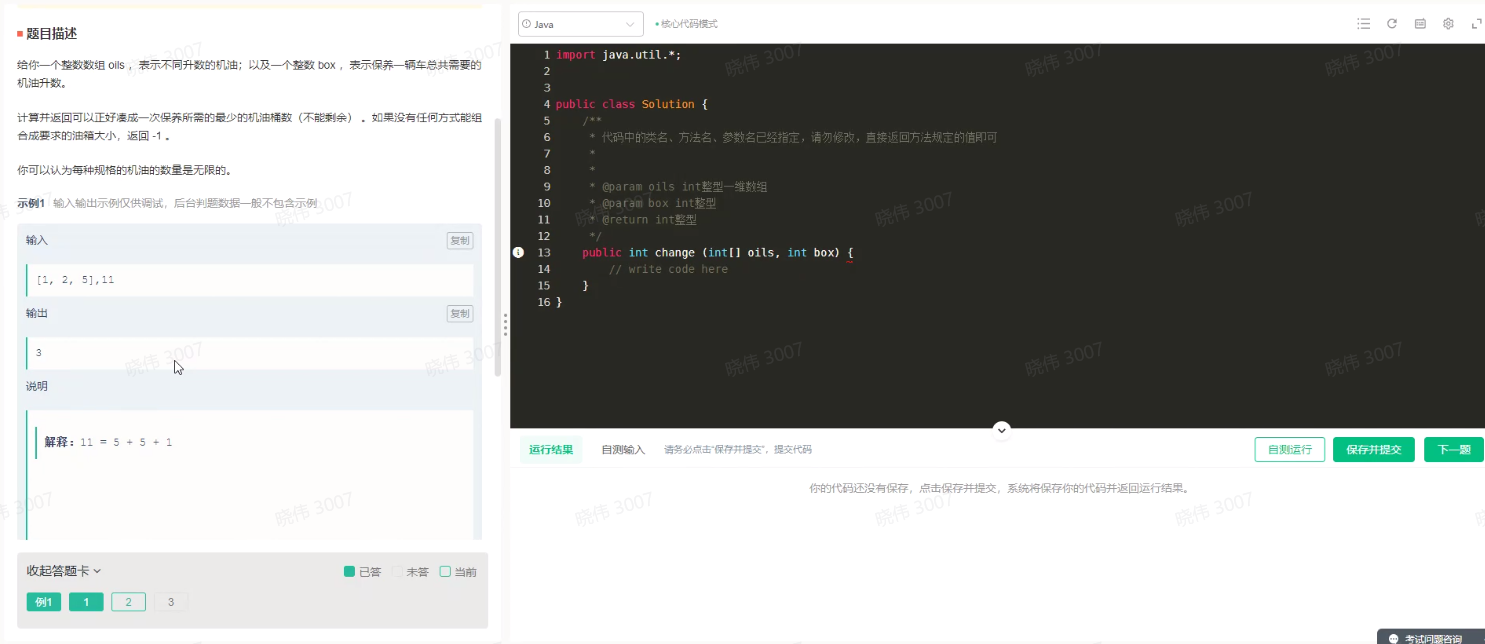 题目描述
给你一个整数数组 oils ，表示不同升数的机油；以及一个整数 box ，表示保养一辆车总共需要的
机油升数。
计算并返回可以正好凑成一次保养所需的最少的机油桶数（不能剩余） 。如果没有任何方式能组
合成要求的油箱大小，返回 -1 。
你可以认为每种规格的机油的数量是无限的。
示例1 输入输出示例仅供调试，后台判题数据一般不包含示例
输入
复制
[1, 2, 5],11
输出
复制
3
说明
解释：11 = 5 + 5 + 1
收起答题卡
已答 未答 当前
例1 1 2 3
Java
核心代码模式
1 import java.util.*;
2
3
4 public class Solution {
5 /**
6 * 代码中的类名、方法名、参数名已经指定，请勿修改，直接返回方法规定的值即可
7 *
8 *
9 * @param oils int整型一维数组
10 * @param box int整型
11 * @return int整型
12 */
13 public int change (int[] oils, int box) {
14 // write code here
15 }
16 }
运行结果 自测输入 请务必点击“保存并提交”，提交代码
自测运行 保存并提交 下一题
你的代码还没有保存，点击保存并提交，系统将保存你的代码并返回运行结果。
考试问题咨询
晓伟 3007